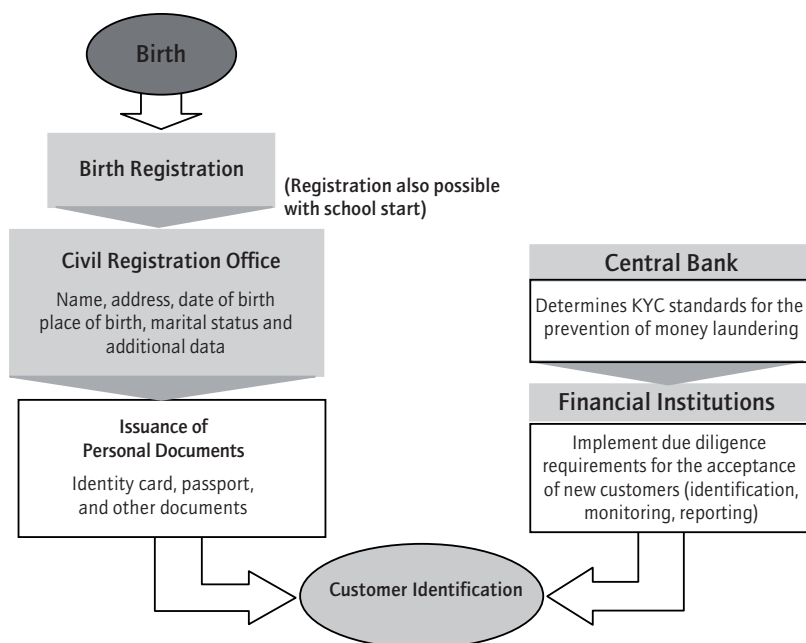 Birth
Birth Registration
(Registration also possible
with school start)
Civil Registration Office
Name, address, date of birth
place of birth, marital status and
additional data
Issuance of
Personal Documents
Identity card, passport,
and other documents
Central Bank
Determines KYC standards for the
prevention of money laundering
Financial Institutions
Implement due diligence
requirements for the acceptance
of new customers (identification,
monitoring, reporting)
Customer Identification